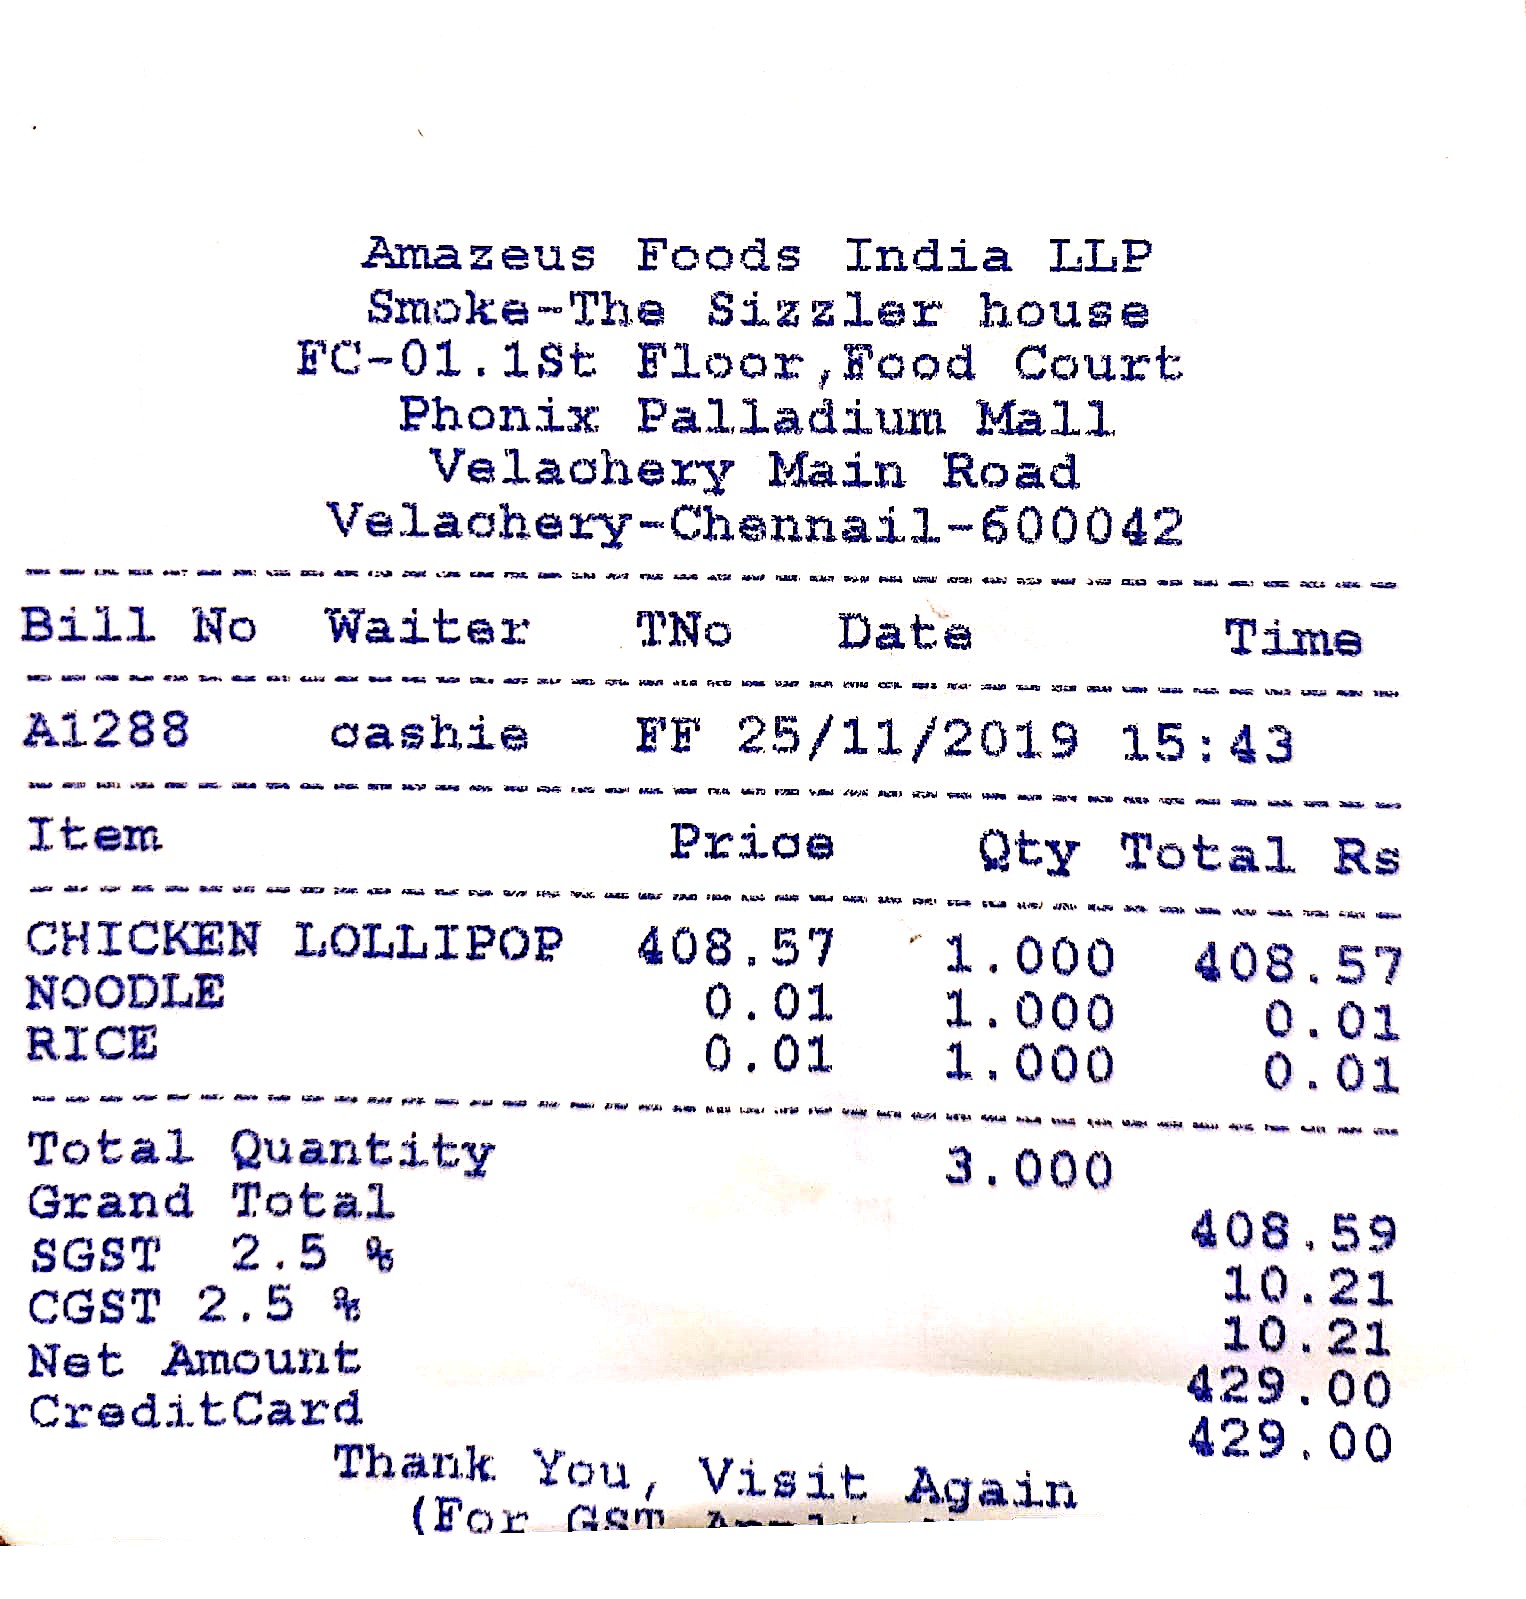 Amazeus Foods India LLP
Smoke-The Sizzler house
FC-01.1St Floor,Food Court
Phonix Palladium Mall
Velachery Main Road
Velachery-Chennail-600042
Bill No Waiter TNo Date Time
A1288 cashie FF 25/11/2019 15:43
Item Price Qty Total Rs
CHICKEN LOLLIPOP 408.57 1.000 408.57
NOODLE 0.01 1.000 0.01
RICE 0.01 1.000 0.01
Total Quantity 3.000
Grand Total 408.59
SGST 2.5 % 10.21
CGST 2.5 % 10.21
Net Amount 429.00
CreditCard 429.00
Thank You, Visit Again
(For GST